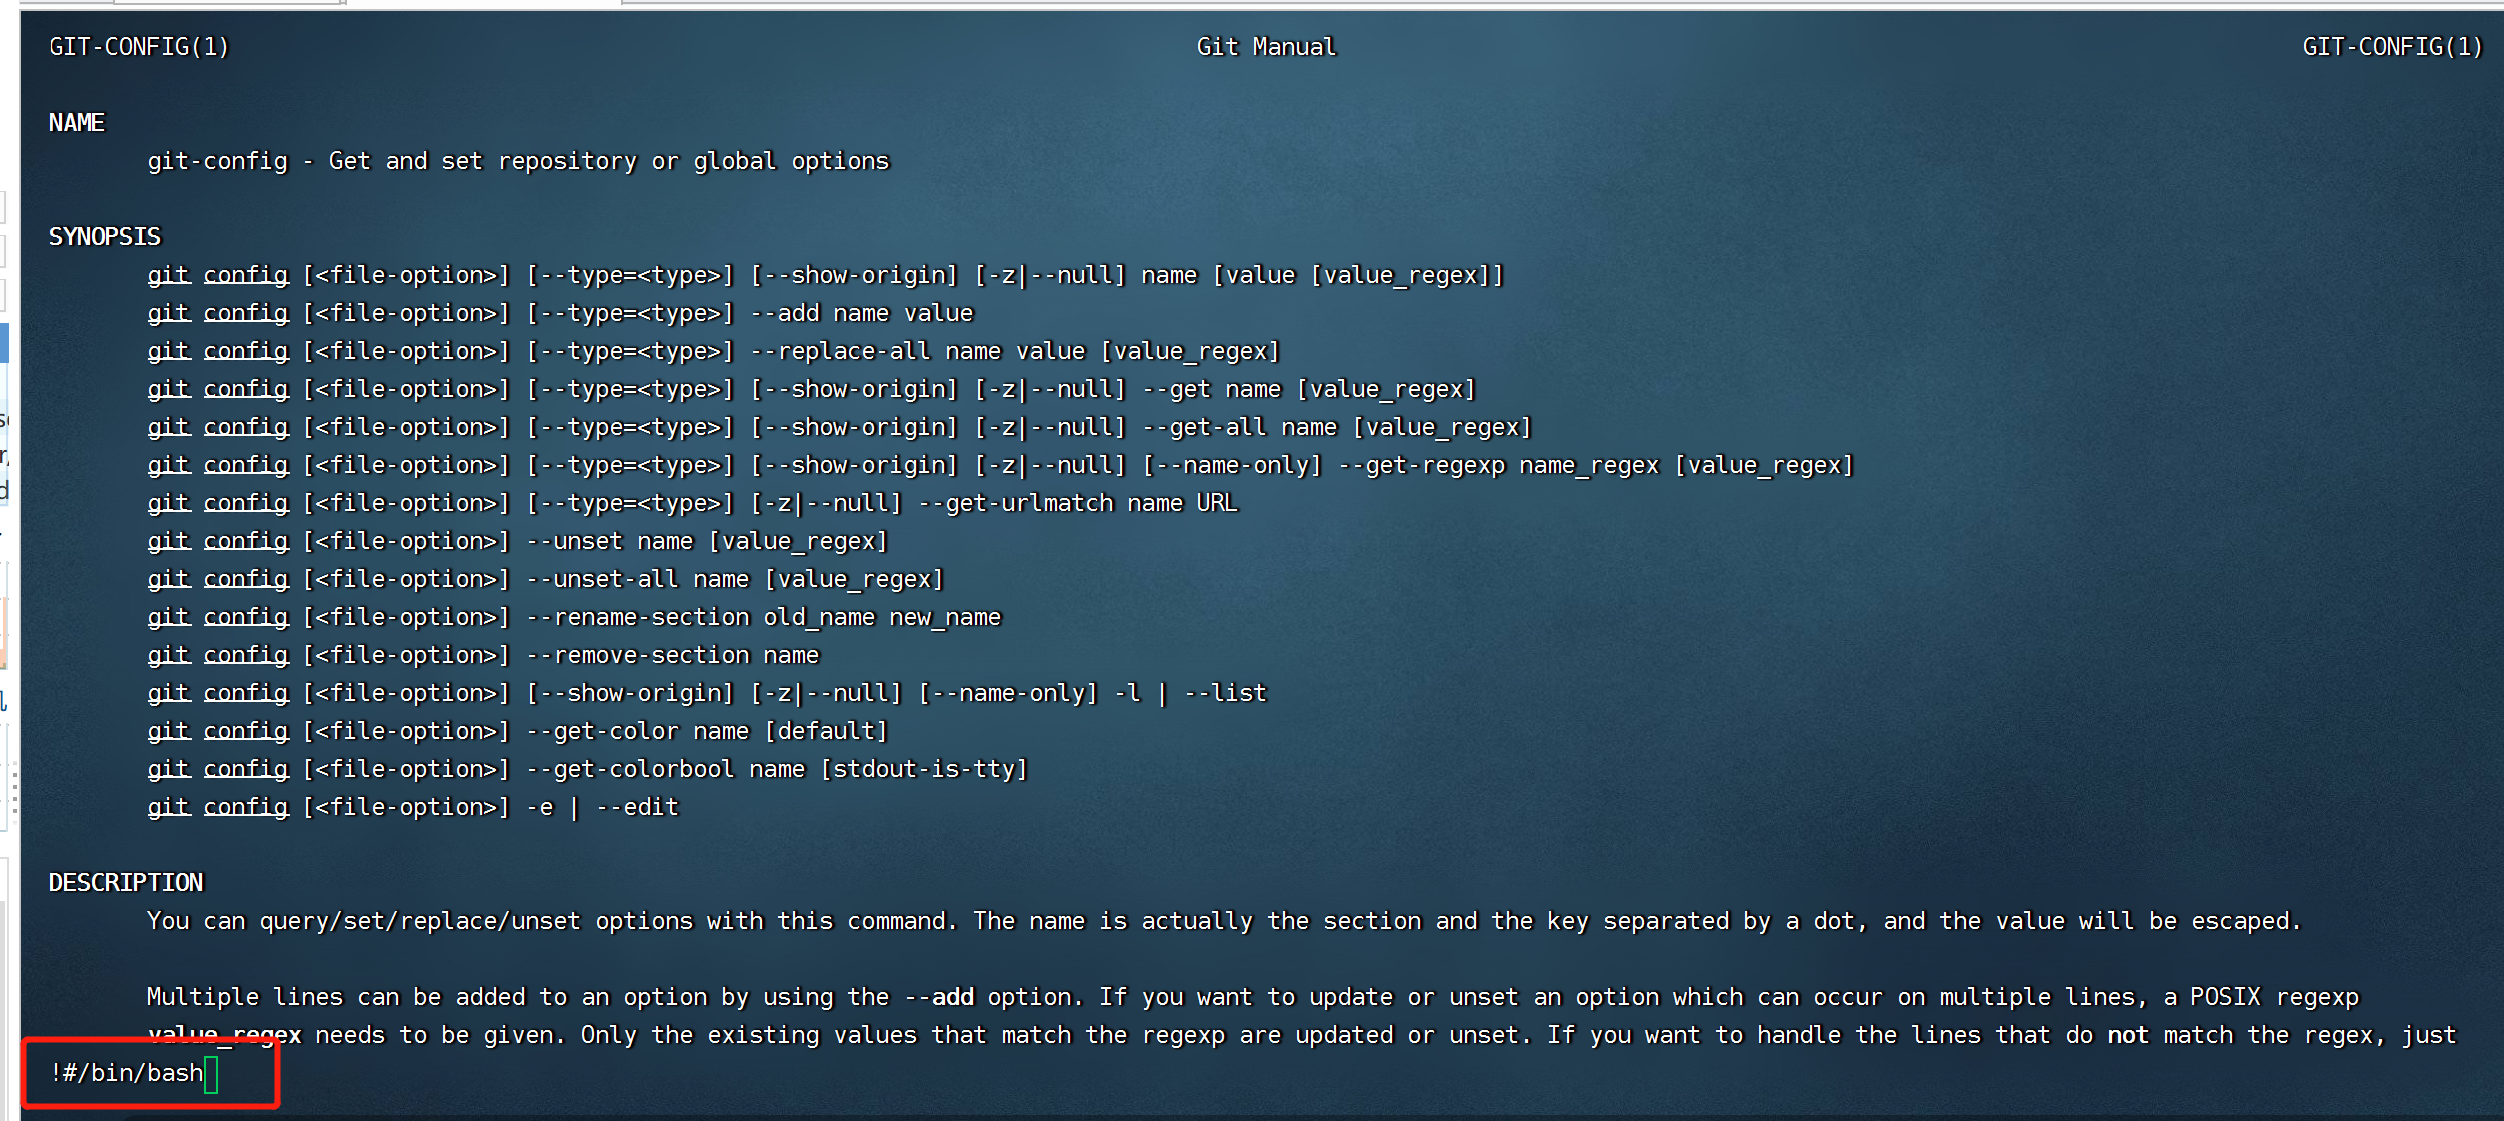 GIT-CONFIG(1) Git Manual GIT-CONFIG(1)
NAME
git-config - Get and set repository or global options
SYNOPSIS
git config [<file-option>] [--type=<type>] [--show-origin] [-z|--null] name [value [value_regex]]
git config [<file-option>] [--type=<type>] --add name value
git config [<file-option>] [--type=<type>] --replace-all name value [value_regex]
git config [<file-option>] [--type=<type>] [--show-origin] [-z|--null] --get name [value_regex]
git config [<file-option>] [--type=<type>] [--show-origin] [-z|--null] --get-all name [value_regex]
git config [<file-option>] [--type=<type>] [--show-origin] [-z|--null] [--name-only] --get-regexp name_regex [value_regex]
git config [<file-option>] [--type=<type>] [-z|--null] --get-urlmatch name URL
git config [<file-option>] --unset name [value_regex]
git config [<file-option>] --unset-all name [value_regex]
git config [<file-option>] --rename-section old_name new_name
git config [<file-option>] --remove-section name
git config [<file-option>] [--show-origin] [-z|--null] [--name-only] -l | --list
git config [<file-option>] --get-color name [default]
git config [<file-option>] --get-colorbool name [stdout-is-tty]
git config [<file-option>] -e | --edit
DESCRIPTION
You can query/set/replace/unset options with this command. The name is actually the section and the key separated by a dot, and the value will be escaped.
Multiple lines can be added to an option by using the --add option. If you want to update or unset an option which can occur on multiple lines, a POSIX regexp
value_regex needs to be given. Only the existing values that match the regexp are updated or unset. If you want to handle the lines that do not match the regex, just
!#/bin/bash